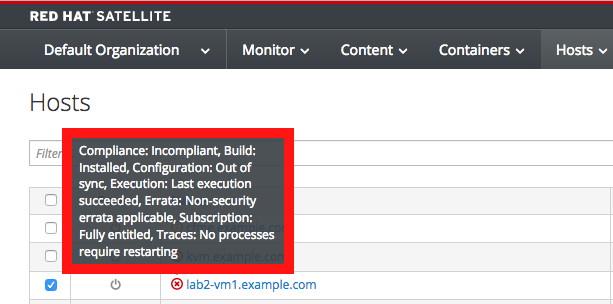 RED HAT SATELLITE
Default Organization Monitor Content Containers Hosts
Hosts
Filter
Compliance: Incompliant, Build:
Installed, Configuration: Out of
sync, Execution: Last execution
succeeded, Errata: Non-security
errata applicable, Subscription:
Fully entitled, Traces: No processes
require restarting
.example.com
kvm.example.com
lab2-vm1.example.com